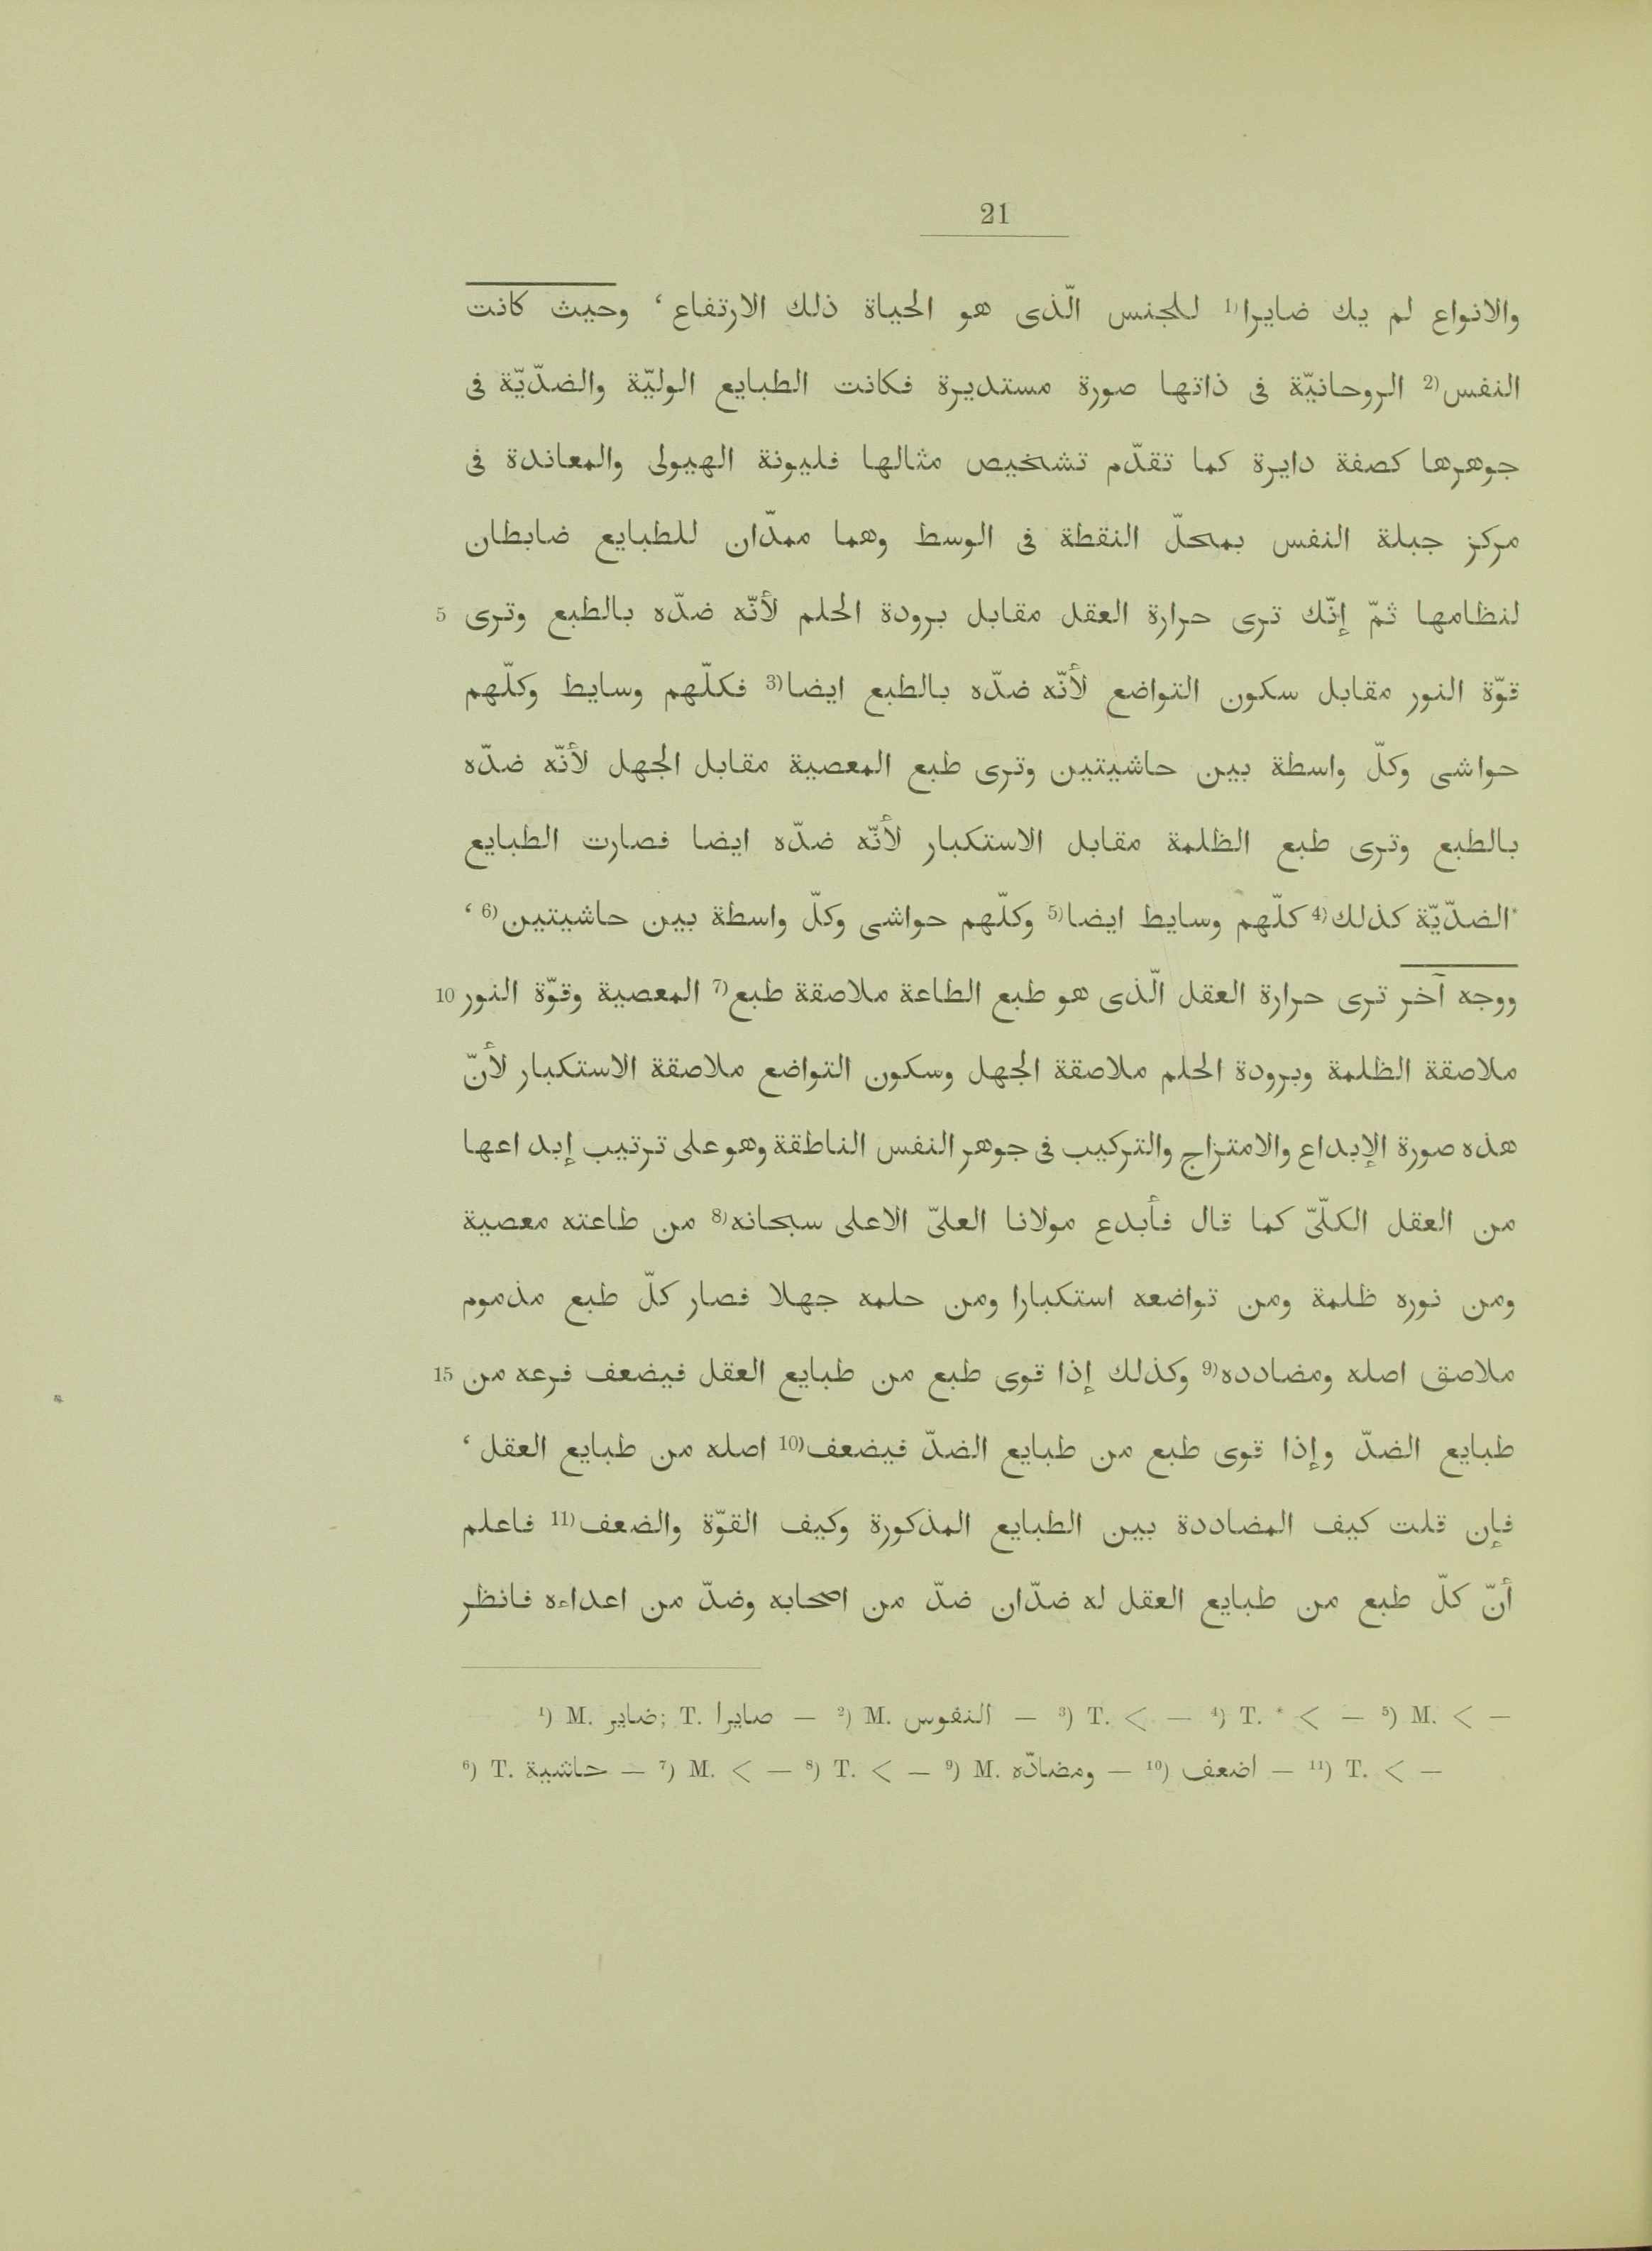 21
والانواع لم يك ضايرا(1 للجنس الّذى هو الحياة ذلك الارتفاع، وحيث كانت
النفس(2 الروحانيّة فى ذاتها صورة مستديرة فكانت الطبايع الوليّة والضدّيّة فى
جوهرها كصفة دايرة كما تقدّم تشخيص مثالها فليونة الهيولى والمعاندة فى
مركز جبلة النفس بمحلّ النقطة فى الوسط وهما ممدّان للطبايع ضابطان
لنظامها ثمّ إنّك ترى حرارة العقل مقابل برودة الحلم لأنّه ضدّه بالطبع وترى 5
قوّة النور مقابل سكون التواضع لأنّه ضدّه بالطبع ايضا(3 فكلّهم وسايط وكلّهم
حواشى وكلّ واسطة بين حاشيتين وترى طبع المعصية مقابل الجهل لأنّه ضدّه
بالطبع وترى طبع الظلمة مقابل الاستكبار لأنّه ضدّه ايضا فصارت الطبايع
*الضدّيّة كذلك(4 كلّهم وسايط ايضا(5 وكلّهم حواشى وكلّ واسطة بين حاشيتين(6،
ووجه آخر ترى حرارة العقل الّذى هو طبع الطاعة ملاصقة طبع(7 المعصية وقوّة النور 10
ملاصقة الظلمة وبرودة الحلم ملاصقة الجهل وسكون التواضع ملاصقة الاستكبار لأنّ
هذه صورة الإبداع والامتزاج والتركيب فى جوهر النفس الناطقة وهو على ترتيب إبداعها
من العقل الكلّىّ كما قال فأبدع مولانا العلىّ الاعلى سبحانه(8 من طاعته معصية
ومن نوره ظلمة ومن تواضعه استكبارا ومن حلمه جهلا فصار كلّ طبع مذموم
ملاصق اصله ومضادده(9 وكذلك إذا قوى طبع من طبايع العقل فيضعف فرعه من 15
طبايع الضدّ وإذا قوى طبع من طبايع الضدّ فيضعف(10 اصله من طبايع العقل،
فإن قلت كيف المضاددة بين الطبايع المذكورة وكيف القوّة والضعف(11 فاعلم
أنّ كلّ طبع من طبايع العقل له ضدّان ضدّ من اصحابه وضدّ من اعداءه فانظر
1) M. ضاير; T. صايرا — 2) M. النفوس — 3) T. < — 4) T. * < — 5) M. < —
6) T. حاشية — 7) M. < — 8) T. < — 9) M. ومضادّه — 10) اضعف — 11) T. < —